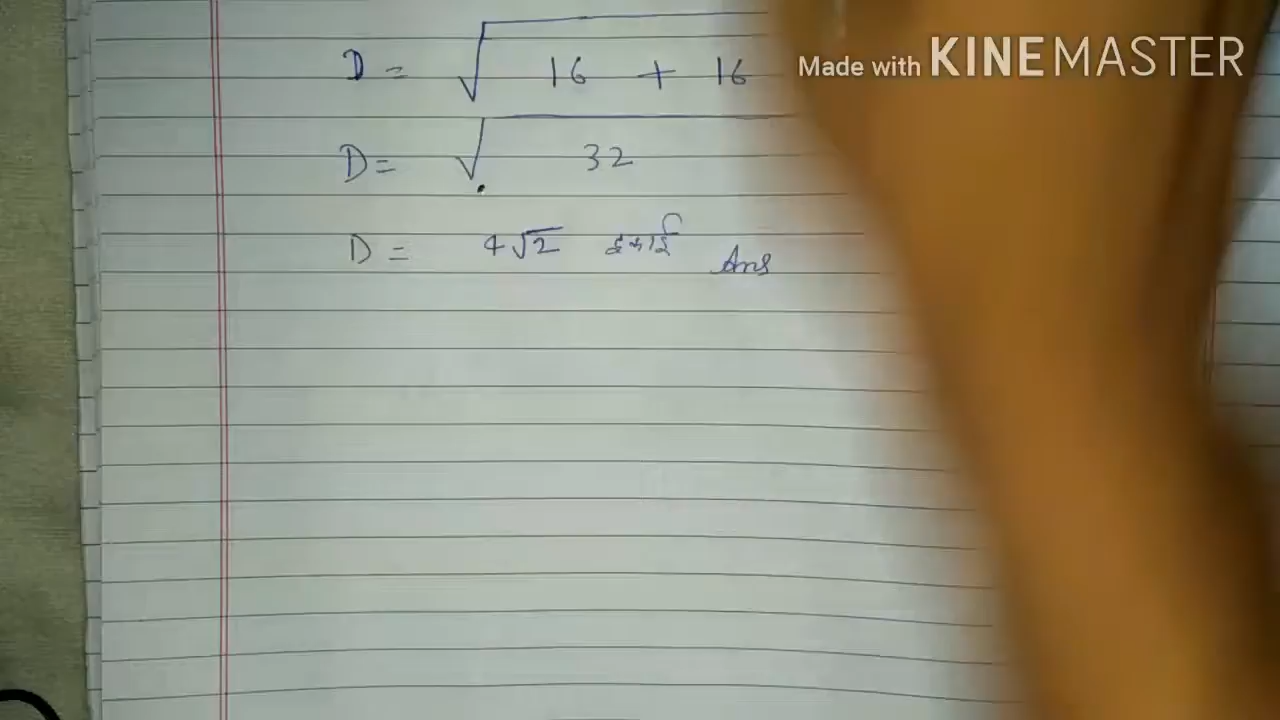 D = √16 + 16
Made with KINEMASTER
D = √32
D = 4√2 इकाई Ans